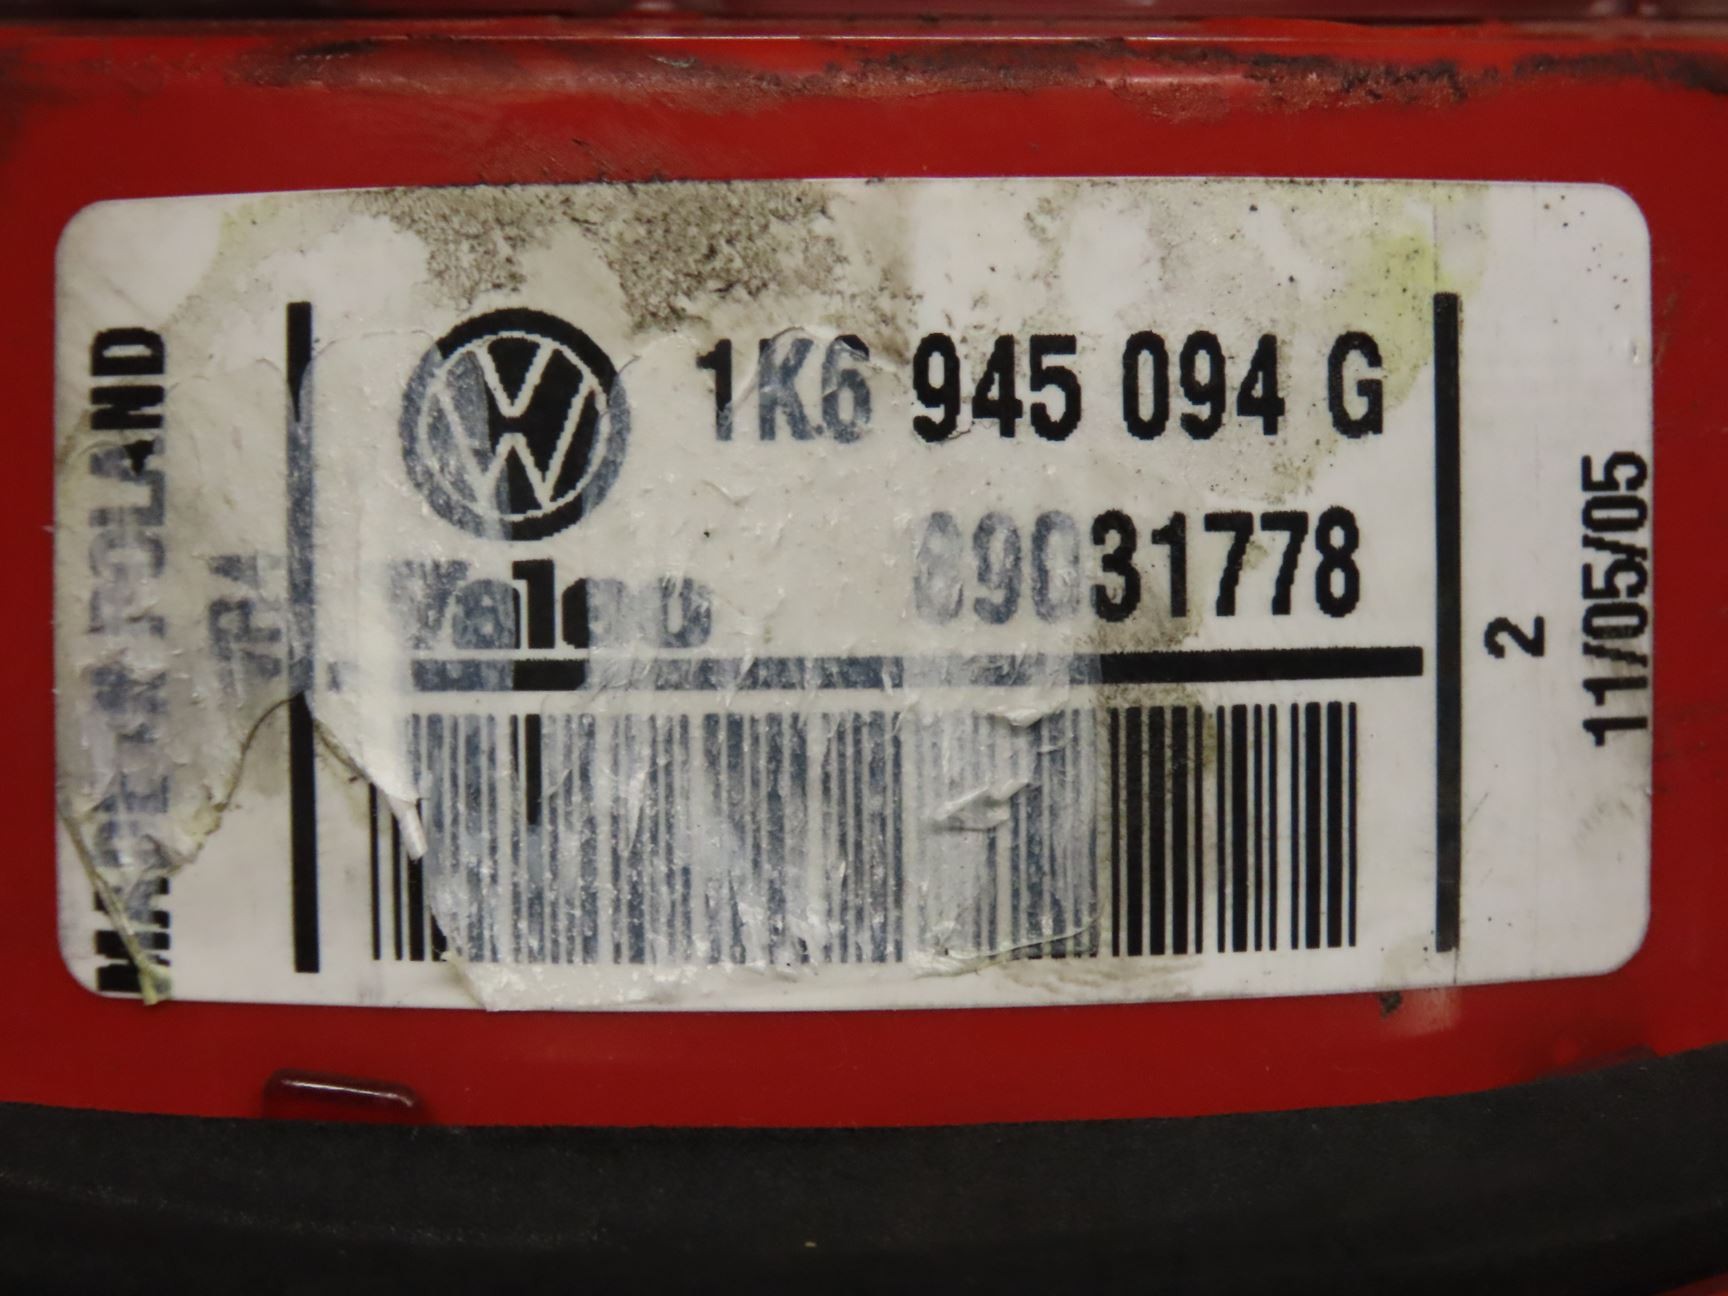 MADE IN POLAND
1K6 945 094 G
Valeo
89031778
2
11/05/05